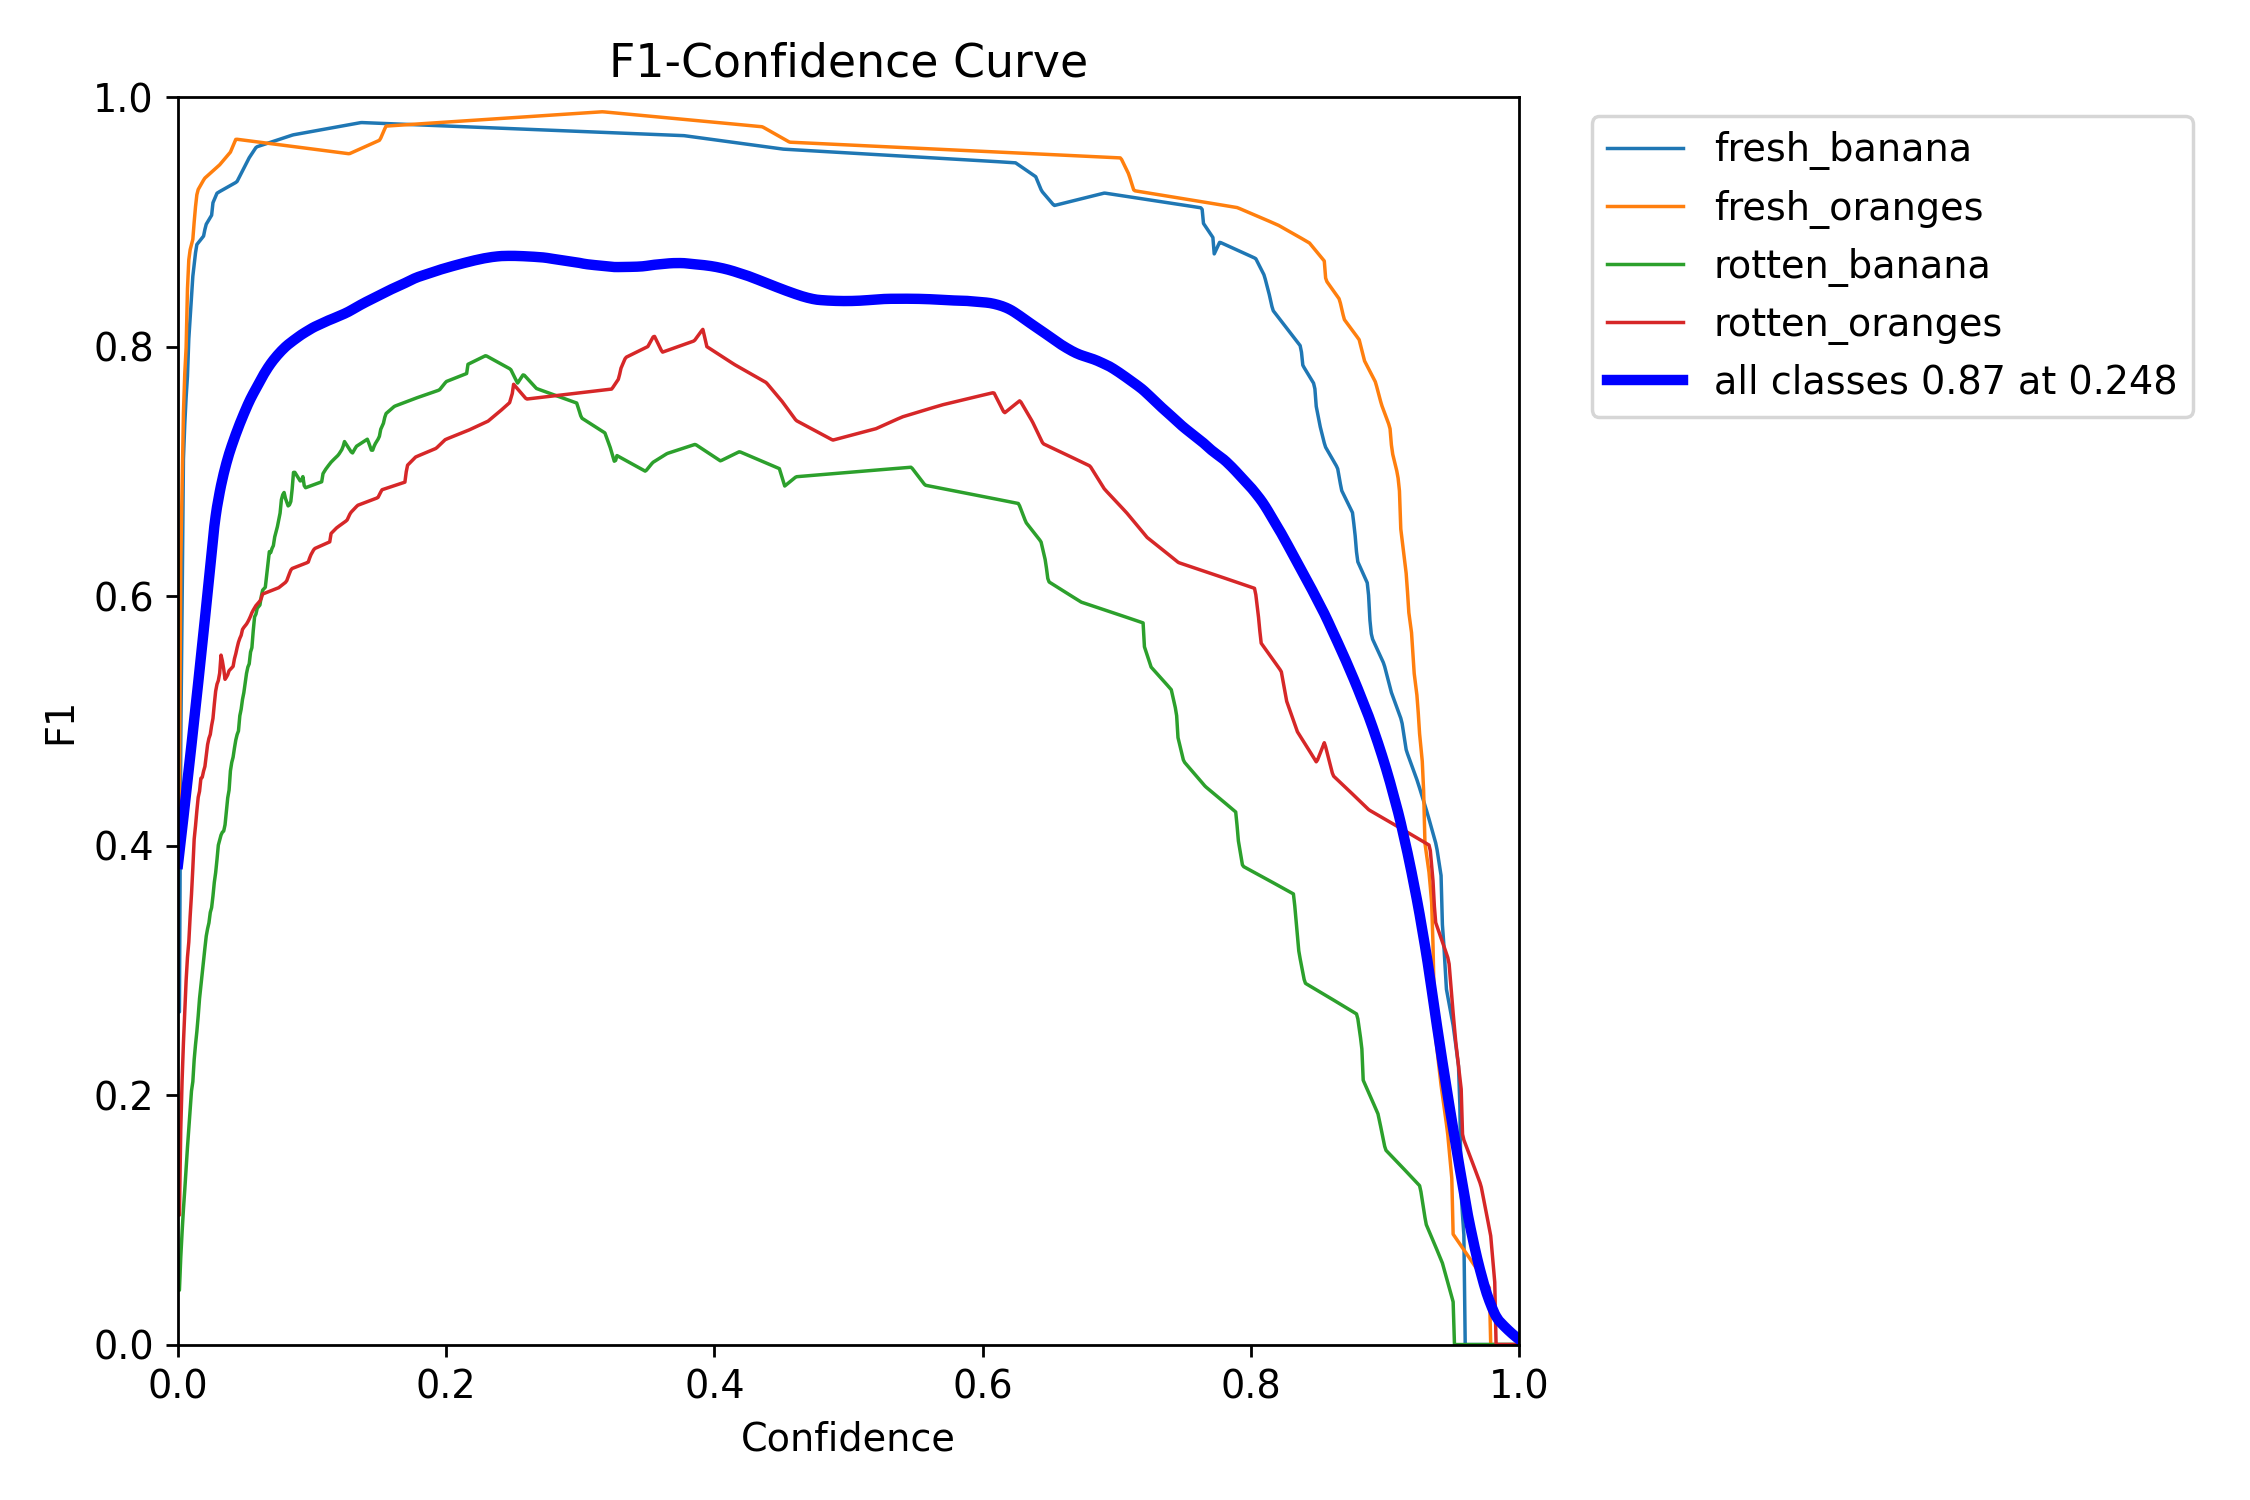 F1-Confidence Curve
1.0
0.8
0.6
0.4
0.2
0.0
F1
0.0 0.2 0.4 0.6 0.8 1.0
Confidence
fresh_banana
fresh_oranges
rotten_banana
rotten_oranges
all classes 0.87 at 0.248